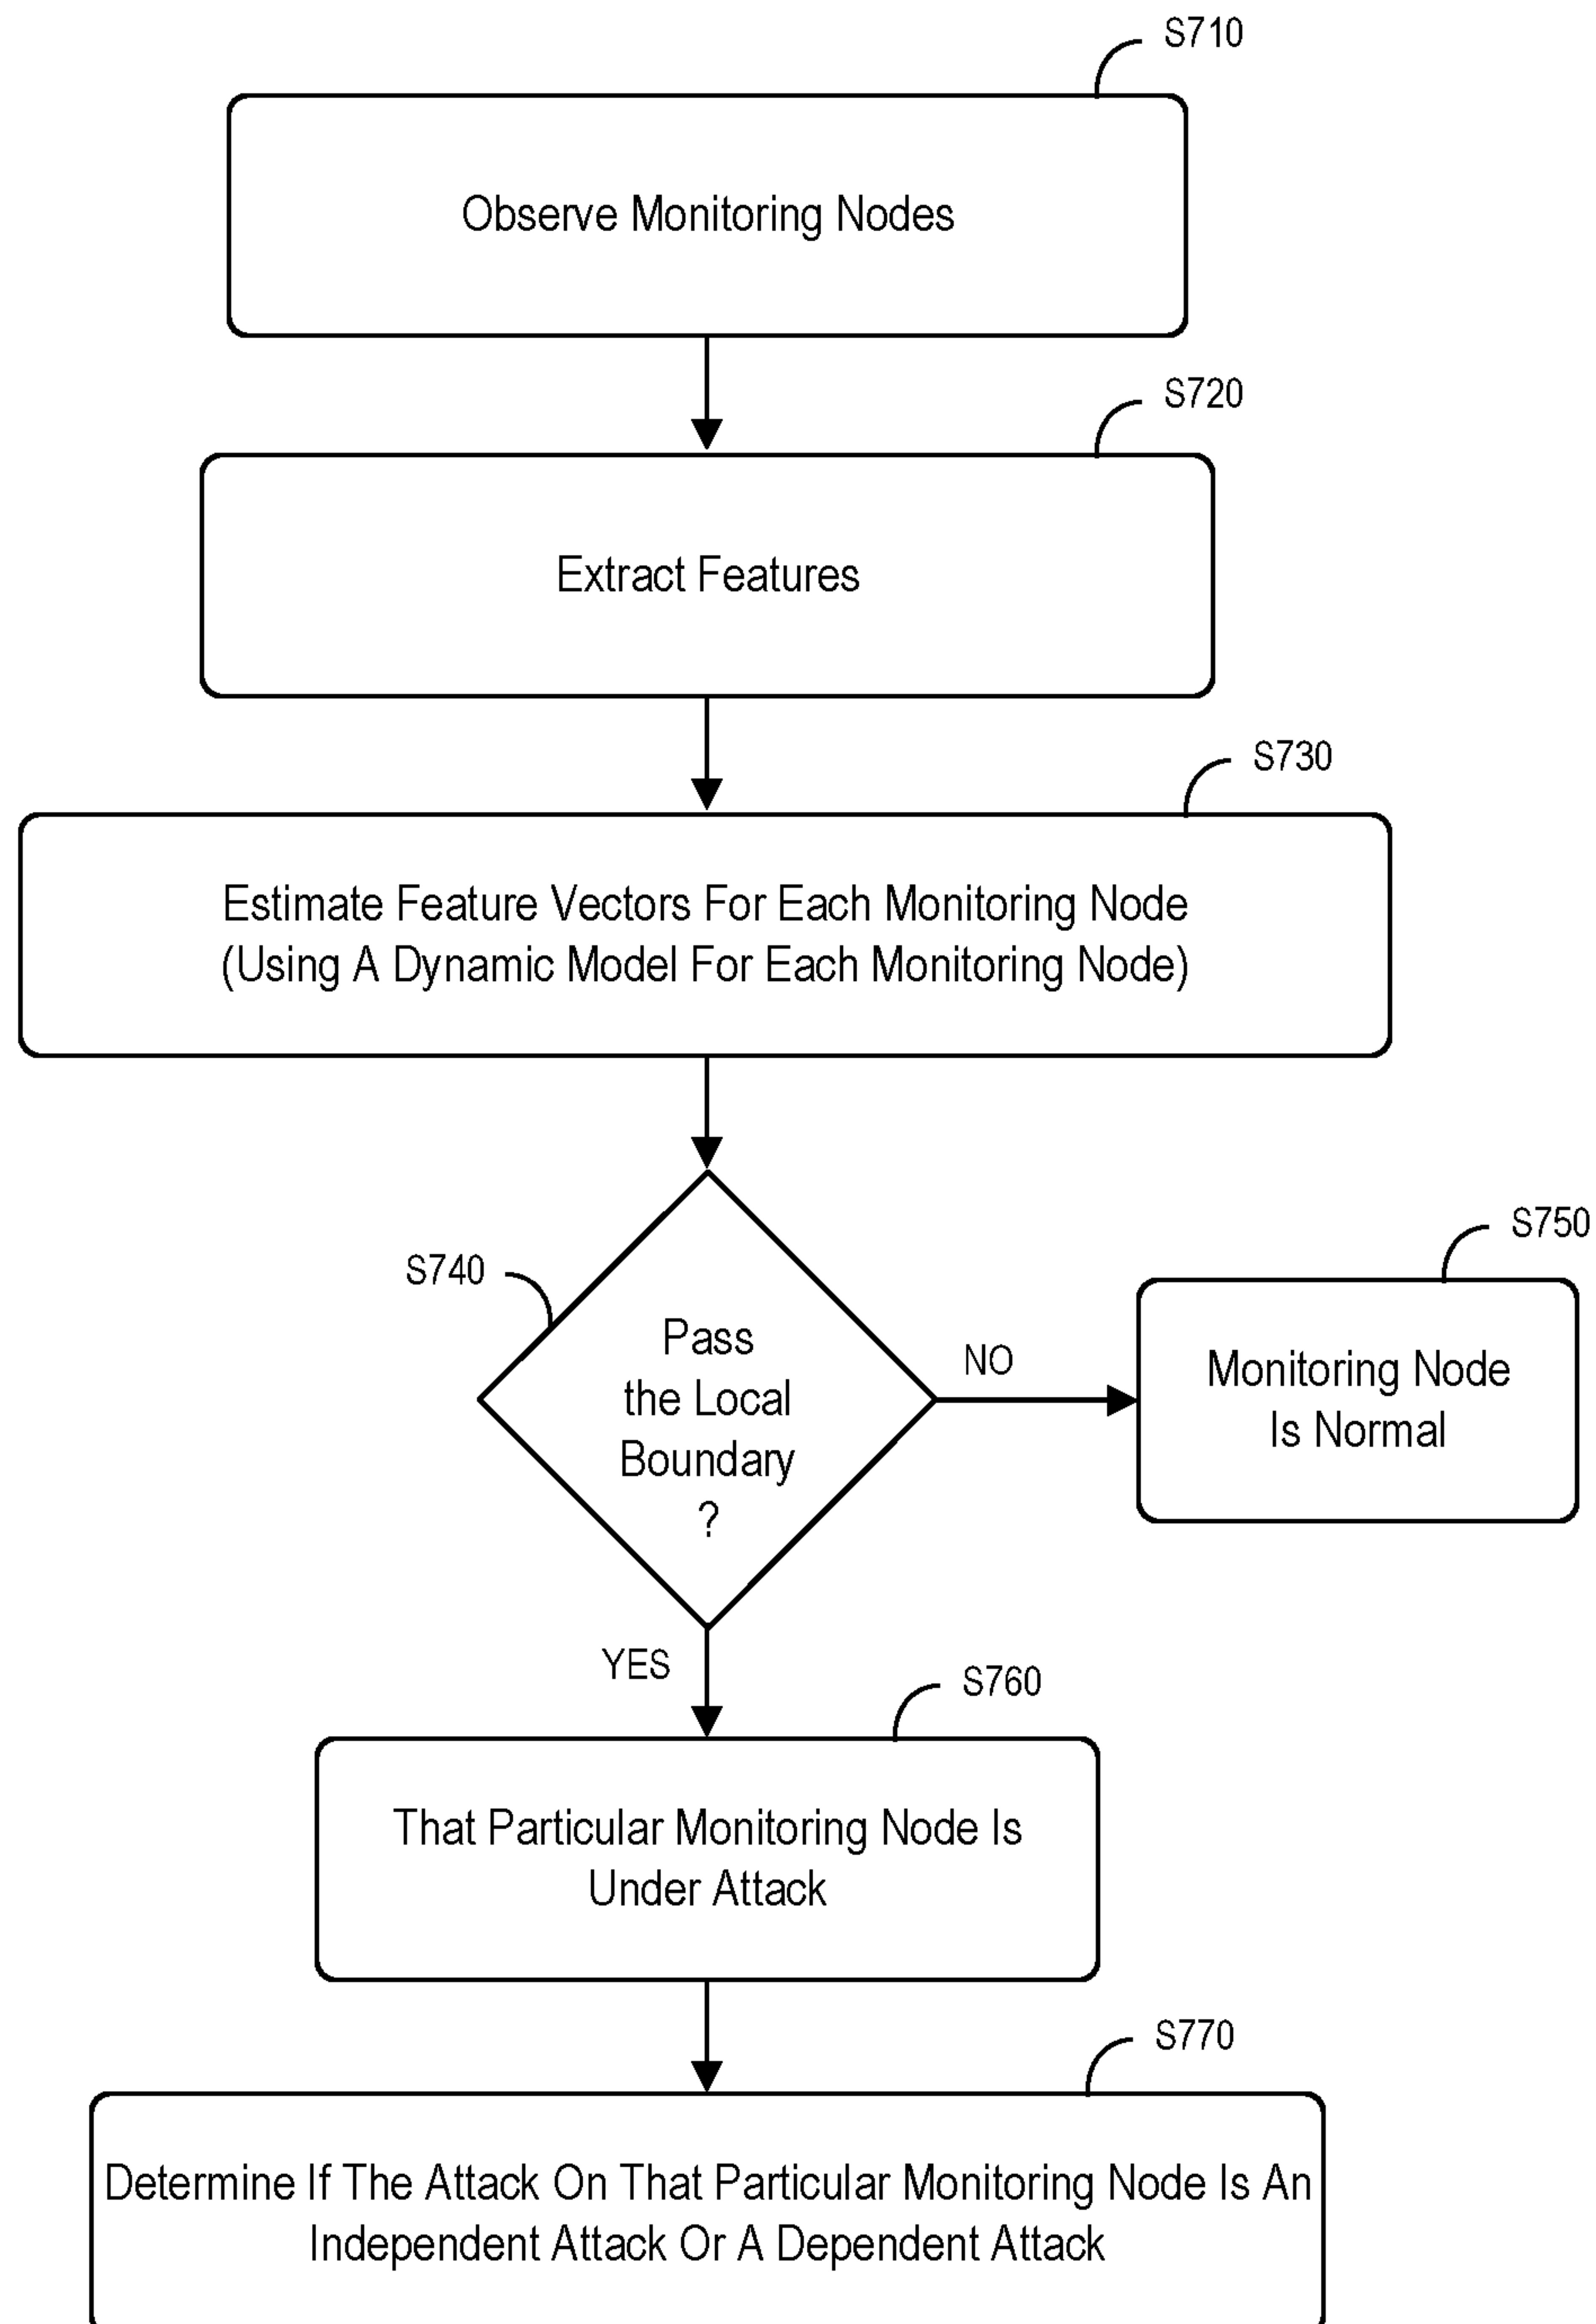 S710
Observe Monitoring Nodes
S720
Extract Features
S730
Estimate Feature Vectors For Each Monitoring Node
(Using A Dynamic Model For Each Monitoring Node)
S740
Pass
the Local
Boundary
?
NO
S750
Monitoring Node
Is Normal
YES
S760
That Particular Monitoring Node Is
Under Attack
S770
Determine If The Attack On That Particular Monitoring Node Is An
Independent Attack Or A Dependent Attack